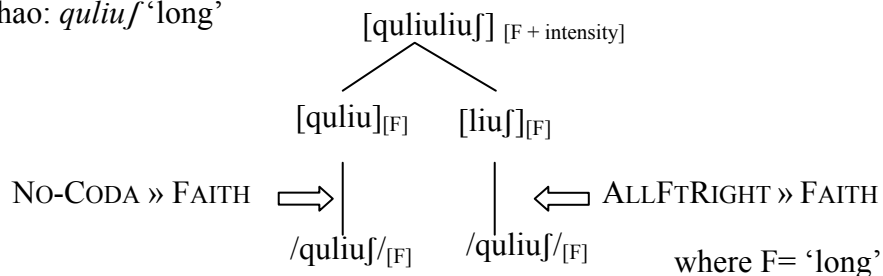 hao: quliuʃ ‘long’
[quliuliuʃ] [F + intensity]
[quliu][F] [liuʃ][F]
NO-CODA » FAITH ALLFTRIGHT » FAITH
/quliuʃ/[F] /quliuʃ/[F]
where F= ‘long’